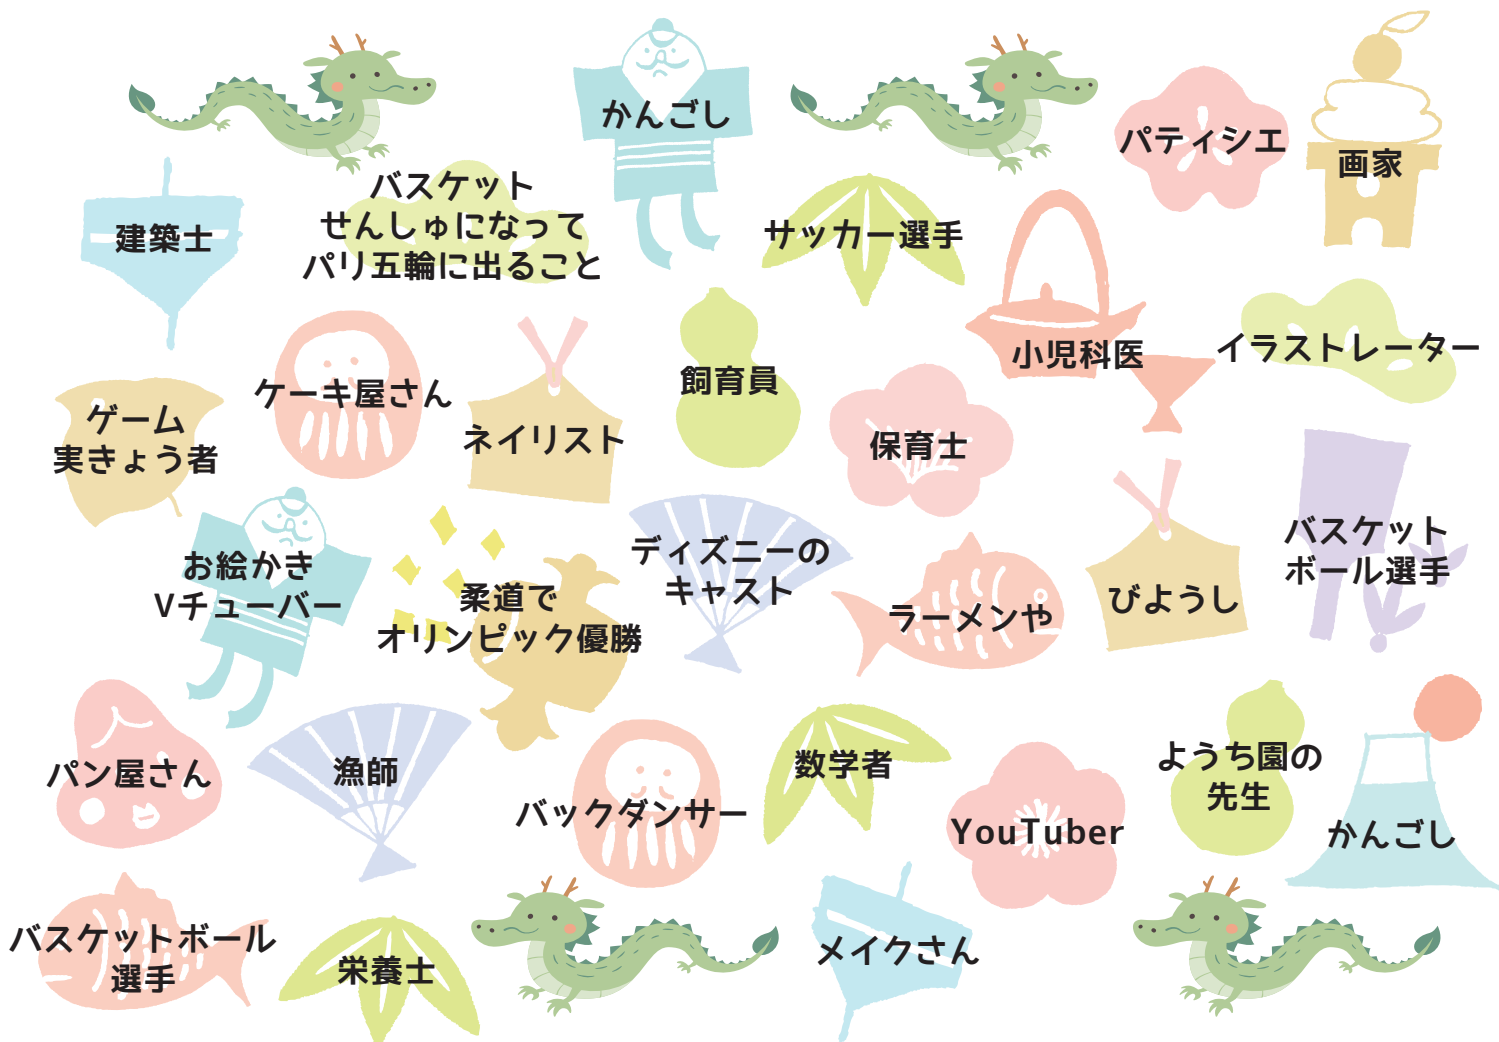 かんごし
パティシエ
画家
建築士
バスケット
せんしゅになって
パリ五輪に出ること
サッカー選手
小児科医
イラストレーター
ケーキ屋さん
飼育員
ゲーム
実きょう者
ネイリスト
保育士
バスケット
ボール選手
お絵かき
Vチューバー
柔道で
オリンピック優勝
ディズニーの
キャスト
ラーメンや
びようし
パン屋さん
漁師
バックダンサー
数学者
YouTuber
ようち園の
先生
かんごし
バスケットボール
選手
栄養士
メイクさん